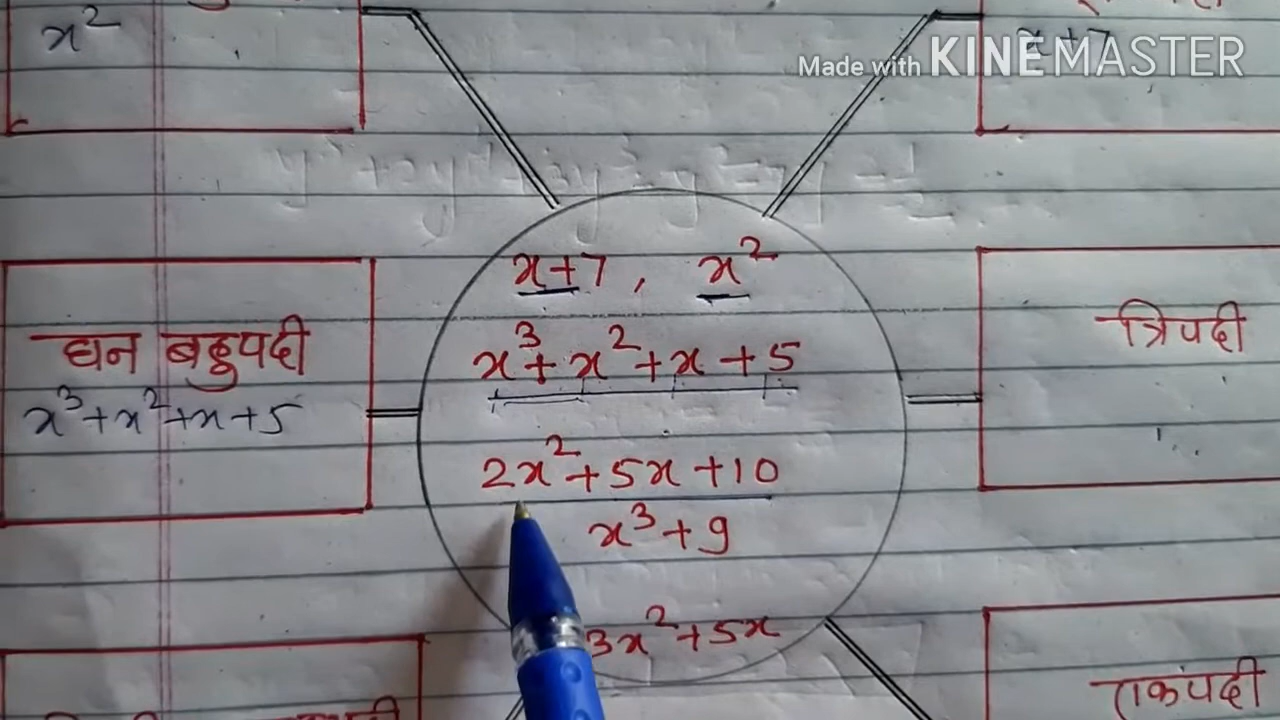 x²
x+7
Made with KINEMASTER
x+7, x²
x³+x²+x+5
घन बहुपदी
x³+x²+x+5
त्रिपदी
2x²+5x+10
x³+9
3x²+5x
एकपदी